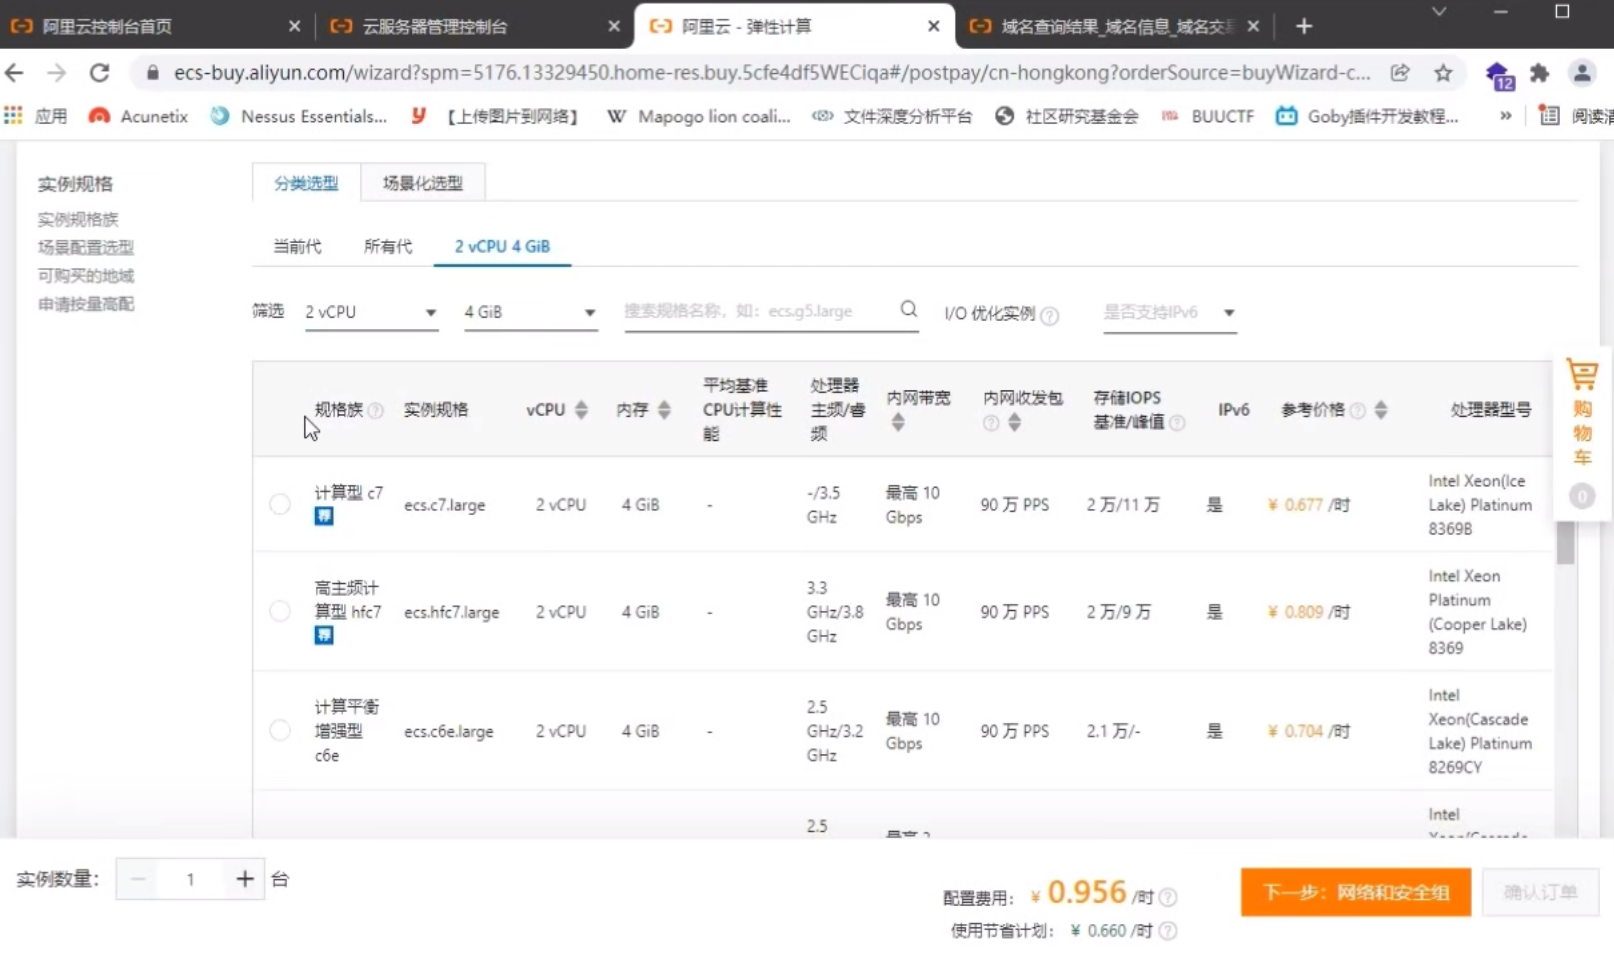 阿里云控制台首页
云服务器管理控制台
阿里云 - 弹性计算
域名查询结果_域名信息_域名交易
ecs-buy.aliyun.com/wizard?spm=5176.13329450.home-res.buy.5cfe4df5WECiqa#/postpay/cn-hongkong?orderSource=buyWizard-c...
12
应用
Acunetix
Nessus Essentials...
【上传图片到网络】
Mapogo lion coali...
文件深度分析平台
社区研究基金会
BUUCTF
Goby插件开发教程...
»
阅读清
实例规格
实例规格族
场景配置选型
可购买的地域
申请按量高配
分类选型
场景化选型
当前代
所有代
2 vCPU 4 GiB
筛选
2 vCPU
4 GiB
搜索规格名称，如：ecs.g5.large
I/O 优化实例
是否支持IPv6
规格族
实例规格
vCPU
内存
平均基准
CPU计算性
能
处理器
主频/睿
频
内网带宽
内网收发包
存储IOPS
基准/峰值
IPv6
参考价格
处理器型号
计算型 c7
荐
ecs.c7.large
2 vCPU
4 GiB
-
-/3.5
GHz
最高 10
Gbps
90 万 PPS
2 万/11 万
是
¥ 0.677 /时
Intel Xeon(Ice
Lake) Platinum
8369B
高主频计
算型 hfc7
荐
ecs.hfc7.large
2 vCPU
4 GiB
-
3.3
GHz/3.8
GHz
最高 10
Gbps
90 万 PPS
2 万/9 万
是
¥ 0.809 /时
Intel Xeon
Platinum
(Cooper Lake)
8369
计算平衡
增强型
c6e
ecs.c6e.large
2 vCPU
4 GiB
-
2.5
GHz/3.2
GHz
最高 10
Gbps
90 万 PPS
2.1 万/-
是
¥ 0.704 /时
Intel
Xeon(Cascade
Lake) Platinum
8269CY
2.5
Intel
购
物
车
0
实例数量：
1
台
配置费用：
¥ 0.956 /时
使用节省计划：
¥ 0.660 /时
下一步：网络和安全组
确认订单